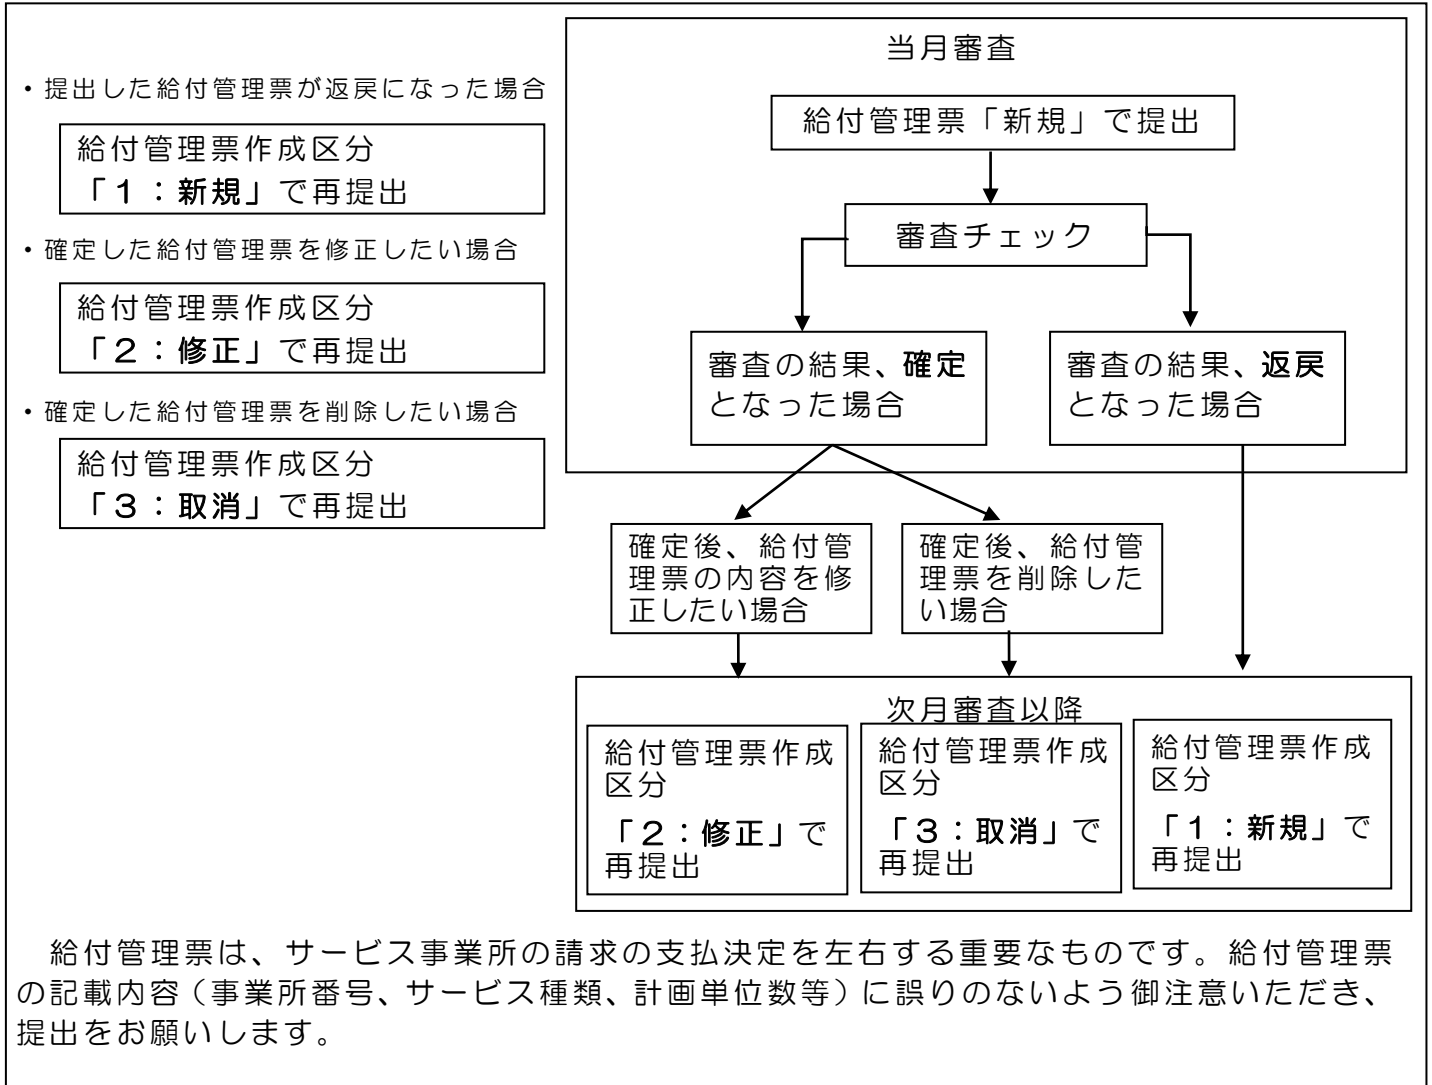 ・提出した給付管理票が返戻になった場合
給付管理票作成区分
「1：新規」で再提出
・確定した給付管理票を修正したい場合
給付管理票作成区分
「2：修正」で再提出
・確定した給付管理票を削除したい場合
給付管理票作成区分
「3：取消」で再提出
当月審査
給付管理票「新規」で提出
審査チェック
審査の結果、確定
となった場合
審査の結果、返戻
となった場合
確定後、給付管
理票の内容を修
正したい場合
確定後、給付管
理票を削除した
い場合
次月審査以降
給付管理票作成
区分
「2：修正」で
再提出
給付管理票作成
区分
「3：取消」で
再提出
給付管理票作成
区分
「1：新規」で
再提出
給付管理票は、サービス事業所の請求の支払決定を左右する重要なものです。給付管理票
の記載内容（事業所番号、サービス種類、計画単位数等）に誤りのないよう御注意いただき、
提出をお願いします。